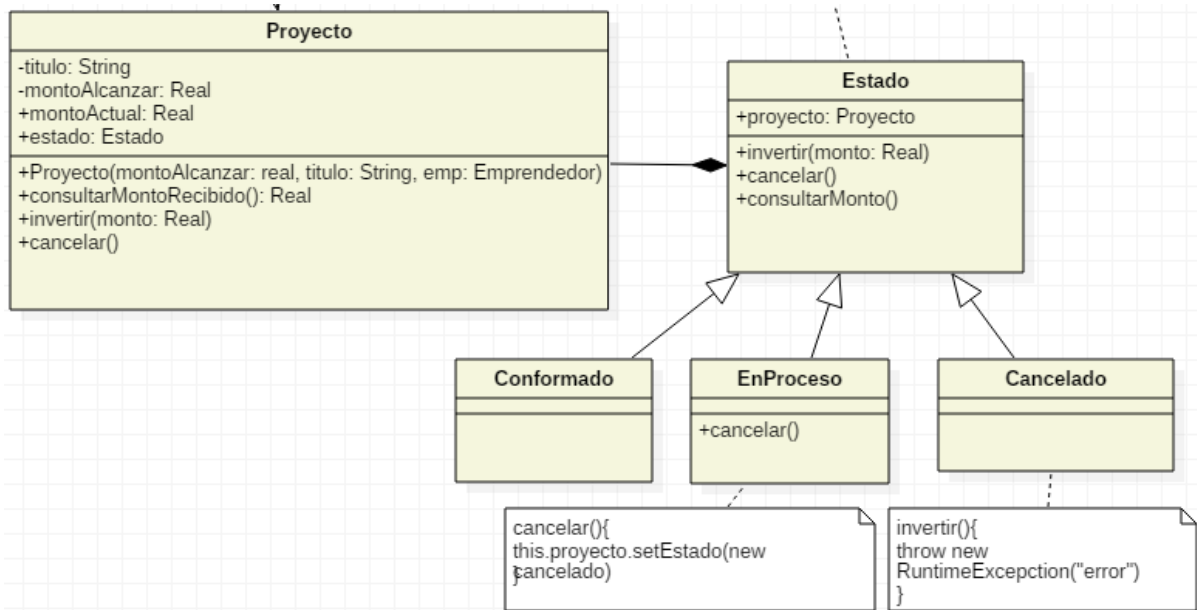 Proyecto
-titulo: String
-montoAlcanzar: Real
+montoActual: Real
+estado: Estado
+Proyecto(montoAlcanzar: real, titulo: String, emp: Emprendedor)
+consultarMontoRecibido(): Real
+invertir(monto: Real)
+cancelar()
Estado
+proyecto: Proyecto
+invertir(monto: Real)
+cancelar()
+consultarMonto()
Conformado
EnProceso
+cancelar()
Cancelado
cancelar(){
this.proyecto.setEstado(new
cancelado)
}
invertir(){
throw new
RuntimeExcepction("error")
}